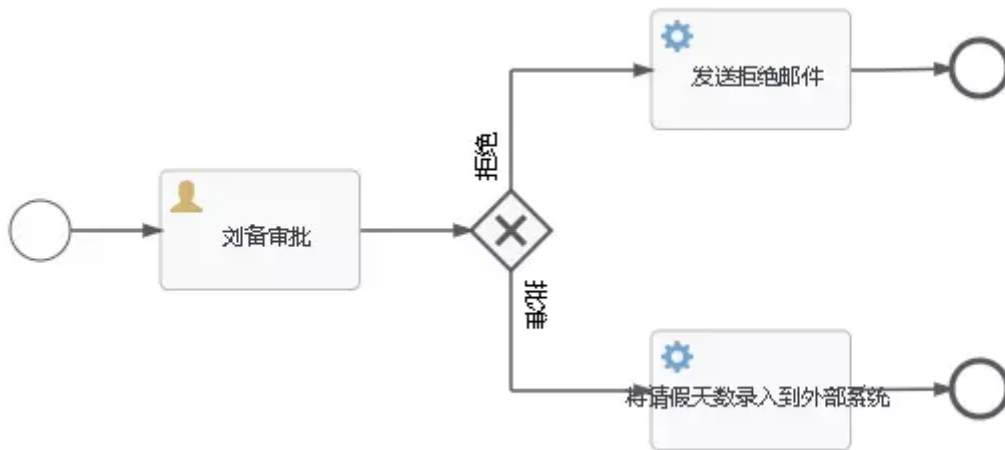 发送拒绝邮件
拒绝
刘备审批
批准
将请假天数录入到外部系统